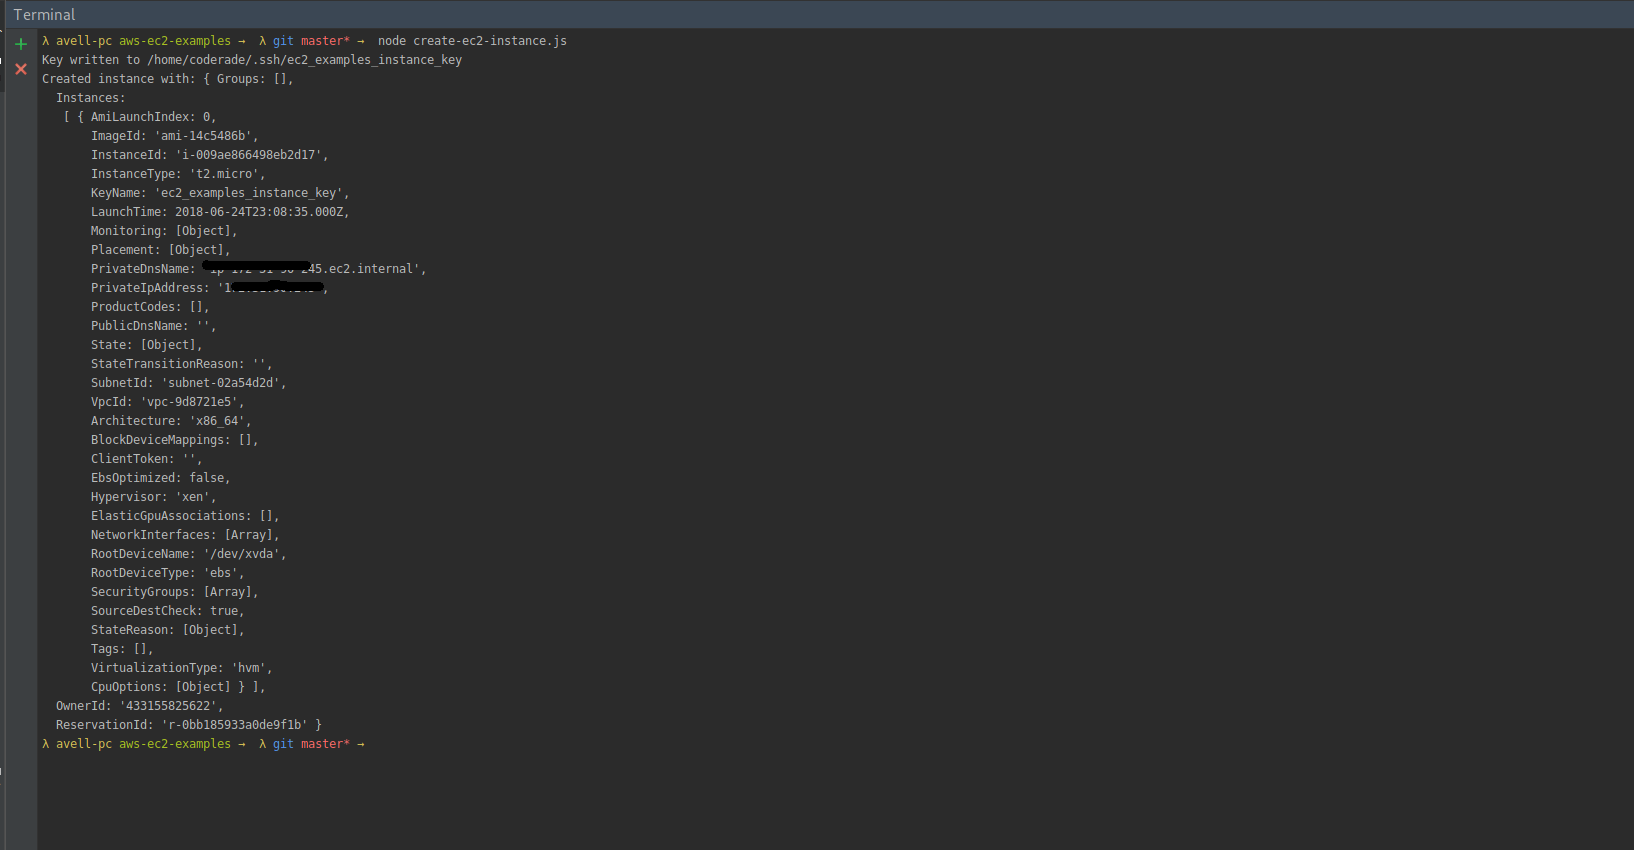 Terminal
λ avell-pc aws-ec2-examples → λ git master* → node create-ec2-instance.js
Key written to /home/coderade/.ssh/ec2_examples_instance_key
Created instance with: { Groups: [],
Instances:
[ { AmiLaunchIndex: 0,
ImageId: 'ami-14c5486b',
InstanceId: 'i-009ae866498eb2d17',
InstanceType: 't2.micro',
KeyName: 'ec2_examples_instance_key',
LaunchTime: 2018-06-24T23:08:35.000Z,
Monitoring: [Object],
Placement: [Object],
PrivateDnsName: .ec2.internal',
PrivateIpAddress:
ProductCodes: [],
PublicDnsName: '',
State: [Object],
StateTransitionReason: '',
SubnetId: 'subnet-02a54d2d',
VpcId: 'vpc-9d8721e5',
Architecture: 'x86_64',
BlockDeviceMappings: [],
ClientToken: '',
EbsOptimized: false,
Hypervisor: 'xen',
ElasticGpuAssociations: [],
NetworkInterfaces: [Array],
RootDeviceName: '/dev/xvda',
RootDeviceType: 'ebs',
SecurityGroups: [Array],
SourceDestCheck: true,
StateReason: [Object],
Tags: [],
VirtualizationType: 'hvm',
CpuOptions: [Object] } ],
OwnerId: '433155825622',
ReservationId: 'r-0bb185933a0de9f1b' }
λ avell-pc aws-ec2-examples → λ git master* →